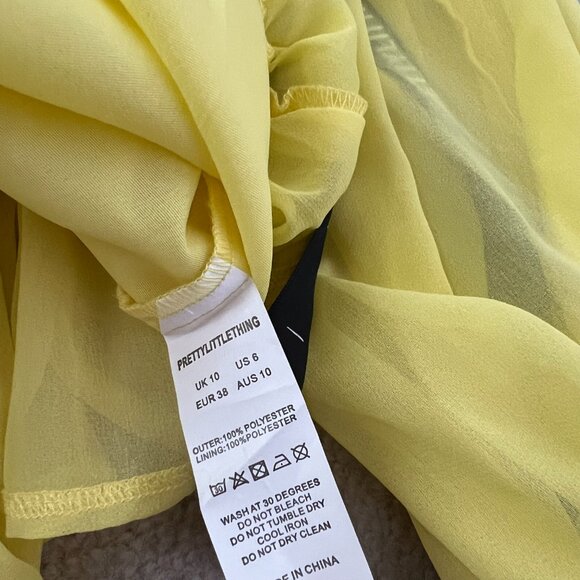 PRETTYLITTLETHING
UK 10 US 6
EUR 38 AUS 10
OUTER:100% POLYESTER
LINING:100%POLYESTER
30
WASH AT 30 DEGREES
DO NOT BLEACH
DO NOT TUMBLE DRY
COOL IRON
DO NOT DRY CLEAN
IN CHINA